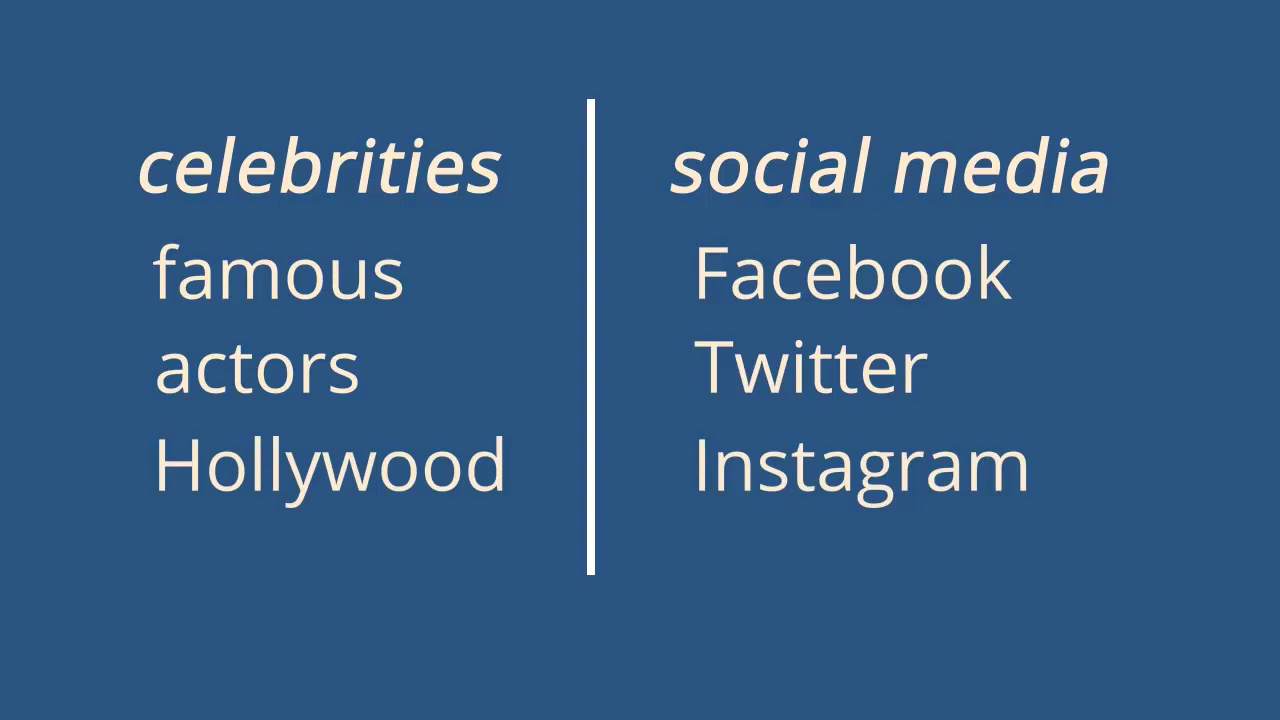 celebrities
famous
actors
Hollywood
social media
Facebook
Twitter
Instagram